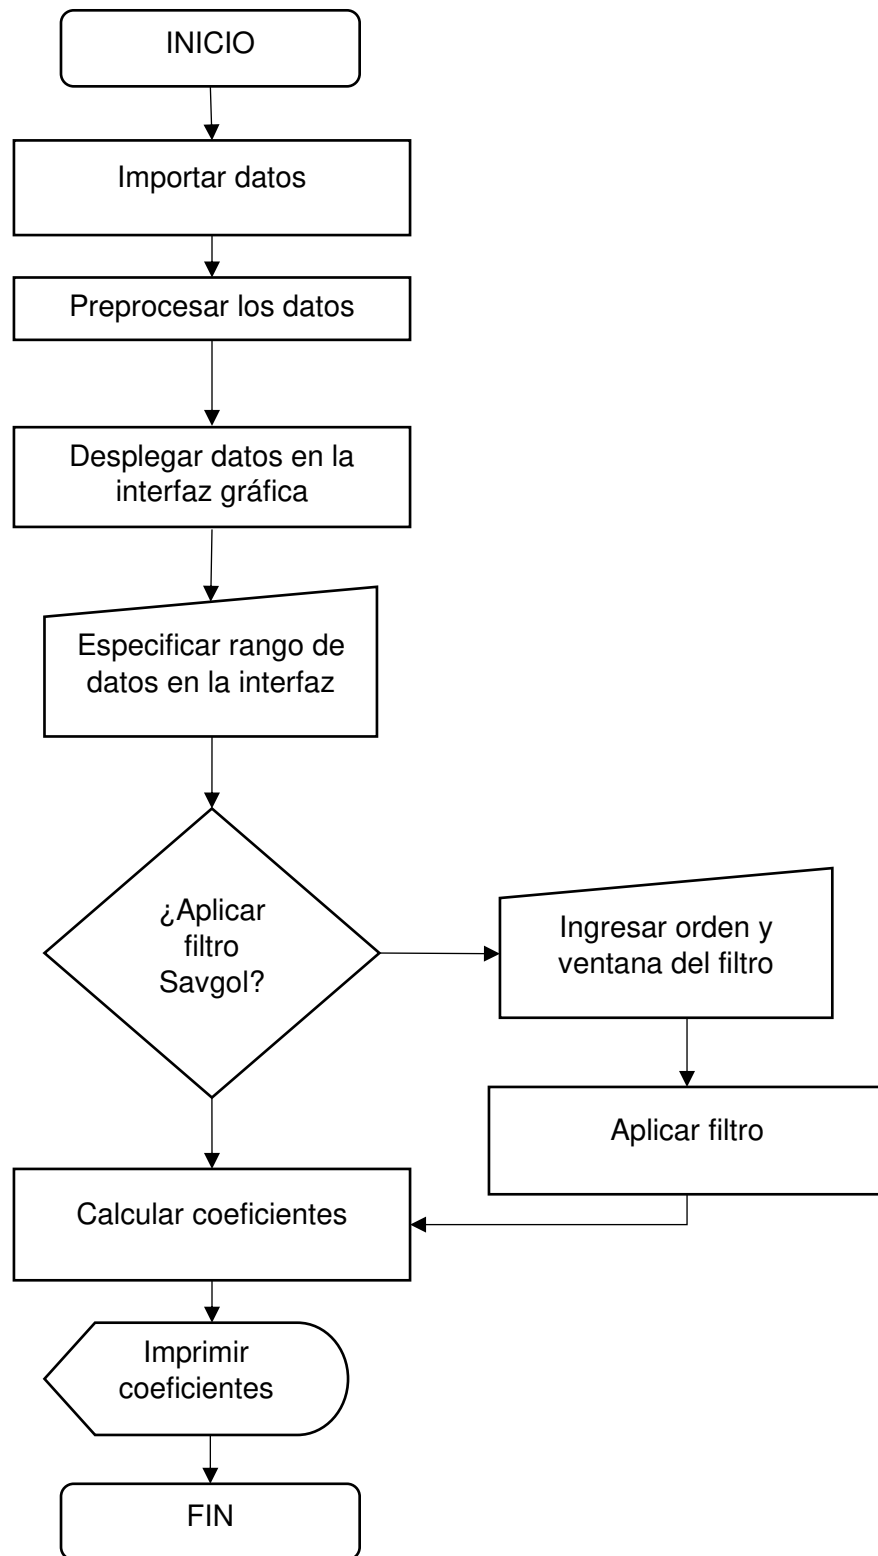 INICIO
Importar datos
Preprocesar los datos
Desplegar datos en la
interfaz gráfica
Especificar rango de
datos en la interfaz
¿Aplicar
filtro
Savgol?
Ingresar orden y
ventana del filtro
Aplicar filtro
Calcular coeficientes
Imprimir
coeficientes
FIN